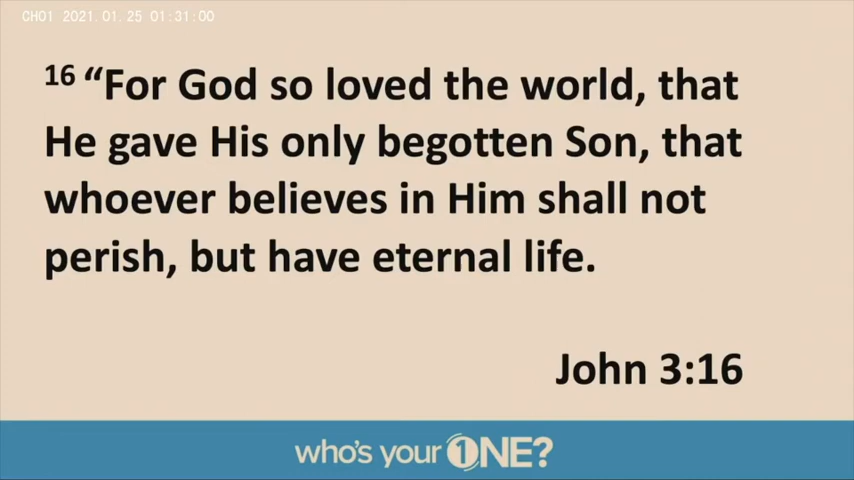 CH01 2021.01.25 01:31:00
16 “For God so loved the world, that
He gave His only begotten Son, that
whoever believes in Him shall not
perish, but have eternal life.
John 3:16
who's your 1NE?